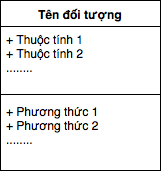 Tên đối tượng
+ Thuộc tính 1
+ Thuộc tính 2
........
+ Phương thức 1
+ Phương thức 2
........